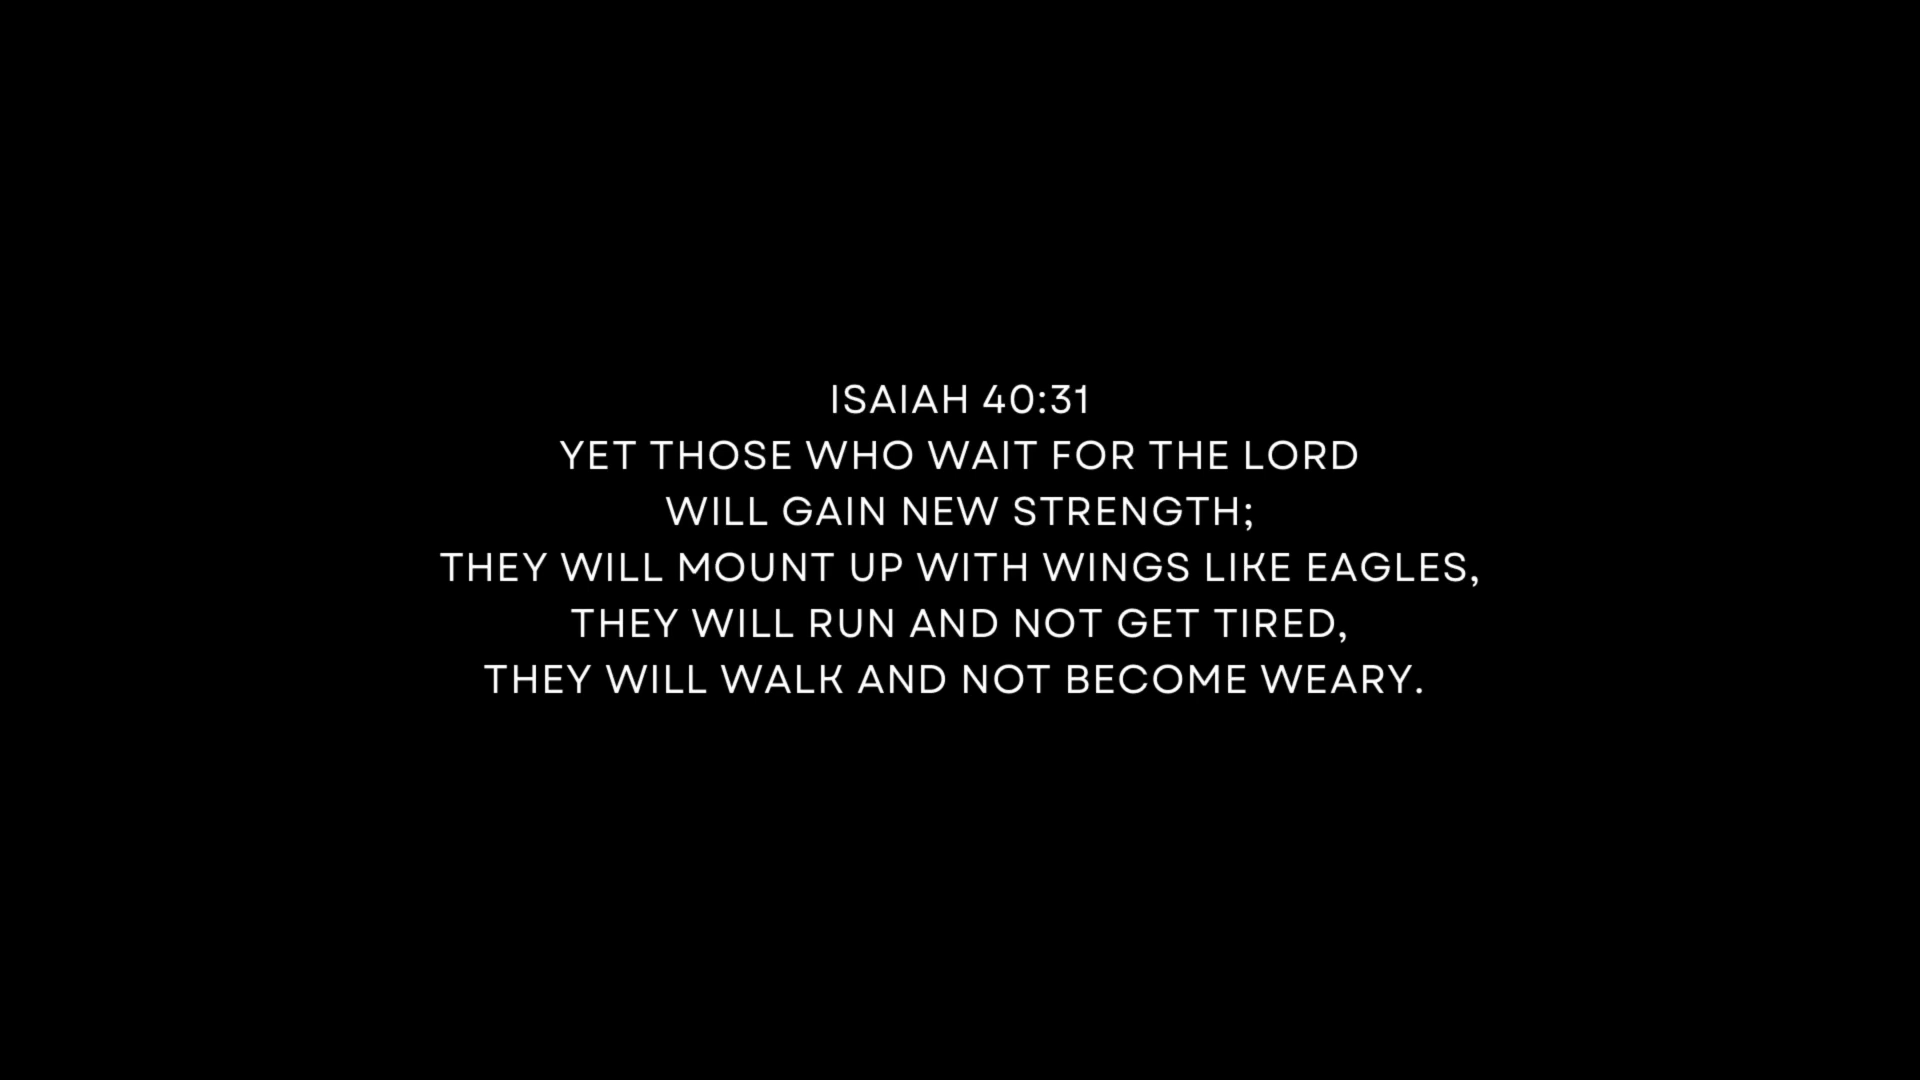 ISAIAH 40:31
YET THOSE WHO WAIT FOR THE LORD
WILL GAIN NEW STRENGTH;
THEY WILL MOUNT UP WITH WINGS LIKE EAGLES,
THEY WILL RUN AND NOT GET TIRED,
THEY WILL WALK AND NOT BECOME WEARY.